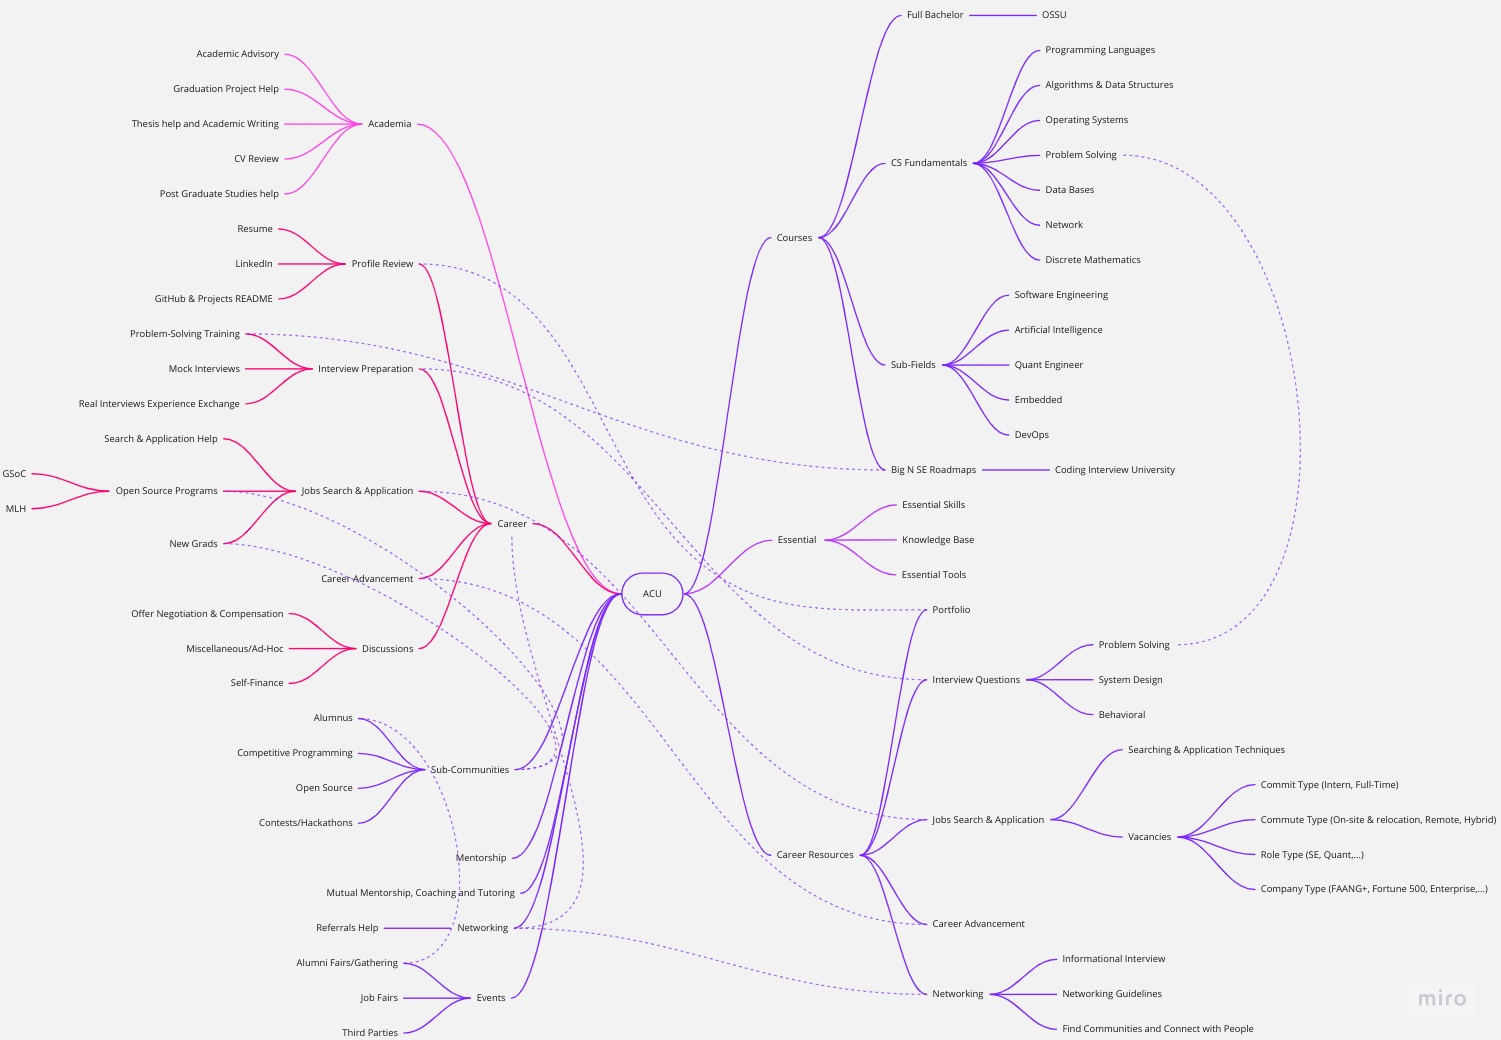 Academic Advisory
Graduation Project Help
Thesis help and Academic Writing
CV Review
Post Graduate Studies help
Academia
Resume
LinkedIn
GitHub & Projects README
Profile Review
Problem-Solving Training
Mock Interviews
Real Interviews Experience Exchange
Interview Preparation
Search & Application Help
GSoC
MLH
Open Source Programs
New Grads
Jobs Search & Application
Career
Career Advancement
Offer Negotiation & Compensation
Miscellaneous/Ad-Hoc
Self-Finance
Discussions
ACU
Alumnus
Competitive Programming
Open Source
Contests/Hackathons
Sub-Communities
Mentorship
Mutual Mentorship, Coaching and Tutoring
Referrals Help
Networking
Alumni Fairs/Gathering
Job Fairs
Third Parties
Events
Courses
Full Bachelor
OSSU
CS Fundamentals
Programming Languages
Algorithms & Data Structures
Operating Systems
Problem Solving
Data Bases
Network
Discrete Mathematics
Sub-Fields
Software Engineering
Artificial Intelligence
Quant Engineer
Embedded
DevOps
Big N SE Roadmaps
Coding Interview University
Essential
Essential Skills
Knowledge Base
Essential Tools
Career Resources
Portfolio
Interview Questions
Problem Solving
System Design
Behavioral
Jobs Search & Application
Searching & Application Techniques
Vacancies
Commit Type (Intern, Full-Time)
Commute Type (On-site & relocation, Remote, Hybrid)
Role Type (SE, Quant,...)
Company Type (FAANG+, Fortune 500, Enterprise,...)
Career Advancement
Networking
Informational Interview
Networking Guidelines
Find Communities and Connect with People
miro